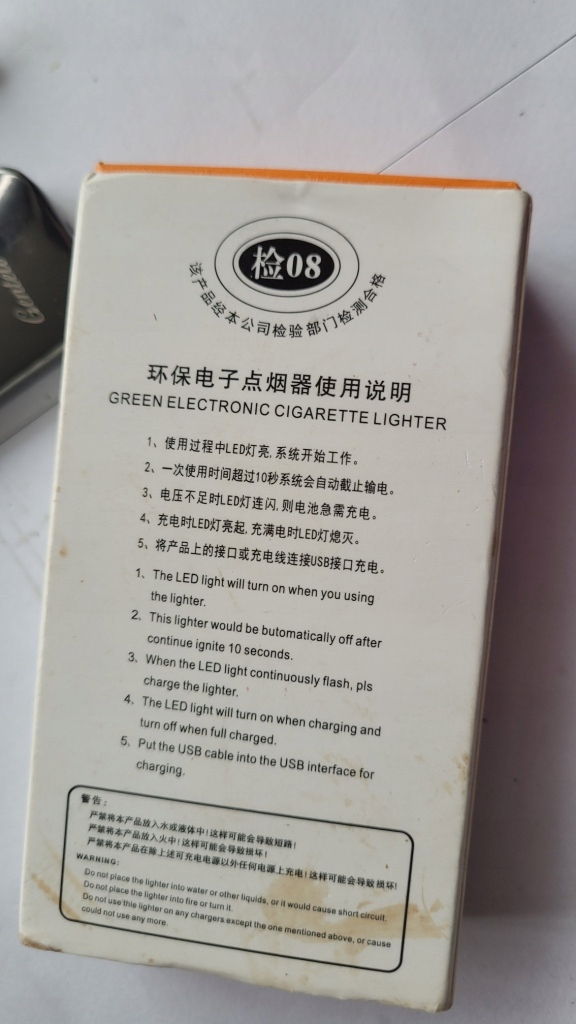 检08
该产品经本公司检验部门检测合格
环保电子点烟器使用说明
GREEN ELECTRONIC CIGARETTE LIGHTER
1、使用过程中LED灯亮,系统开始工作。
2、一次使用时间超过10秒系统会自动截止输电。
3、电压不足时LED灯连闪,则电池急需充电。
4、充电时LED灯亮起,充满电时LED灯熄灭。
5、将产品上的接口或充电线连接USB接口充电。
1、The LED light will turn on when you using
the lighter.
2、This lighter would be butomatically off after
continue ignite 10 seconds.
3、When the LED light continuously flash, pls
charge the lighter.
4、The LED light will turn on when charging and
turn off when full charged.
5、Put the USB cable into the USB interface for
charging.
警告：
严禁将本产品放入水或液体中!这样可能会导致短路!
严禁将本产品放入火中!这样可能会导致损坏!
严禁将本产品在除上述可充电电源以外任何电源上充电!这样可能会导致损坏!
WARNING:
Do not place the lighter into water or other liquids, or it would cause short circuit.
Do not place the lighter into fire or turn it.
Do not use this lighter on any chargers except the one mentioned above, or cause
could not use any more.